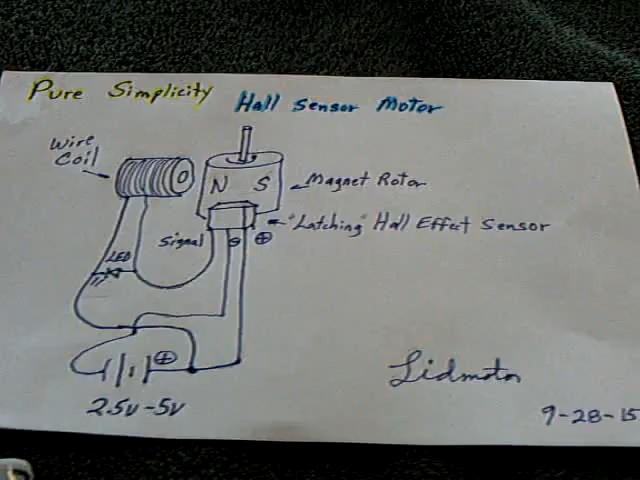 Pure Simplicity Hall Sensor Motor
Wire
Coil
N S
Magnet Rotor
"Latching" Hall Effect Sensor
Signal
⊖ ⊕
LED
⊕
2.5V-5V
Lidmotor
9-28-15